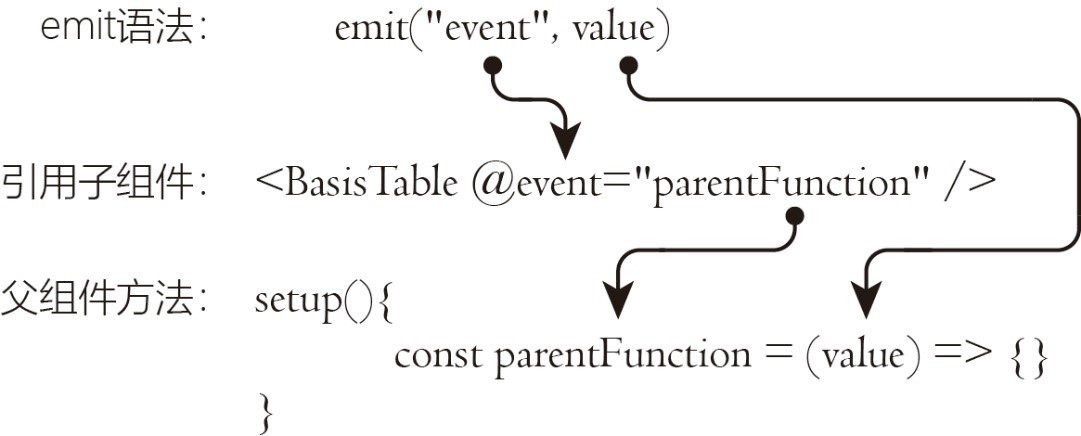 emit语法： emit("event", value)
引用子组件： <BasisTable @event="parentFunction" />
父组件方法： setup(){
const parentFunction = (value) => {}
}